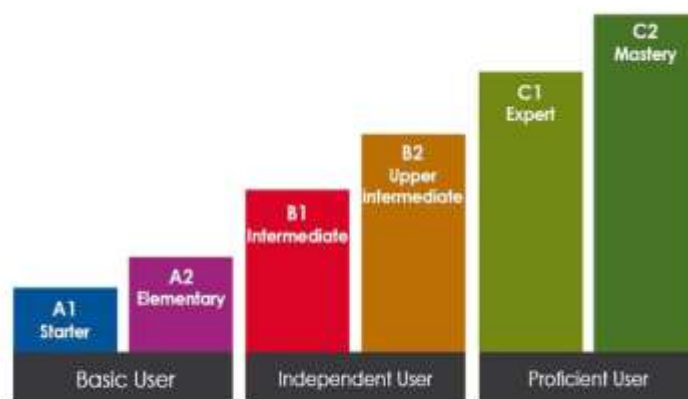 A1
Starter
A2
Elementary
B1
Intermediate
B2
Upper
Intermediate
C1
Expert
C2
Mastery
Basic User
Independent User
Proficient User